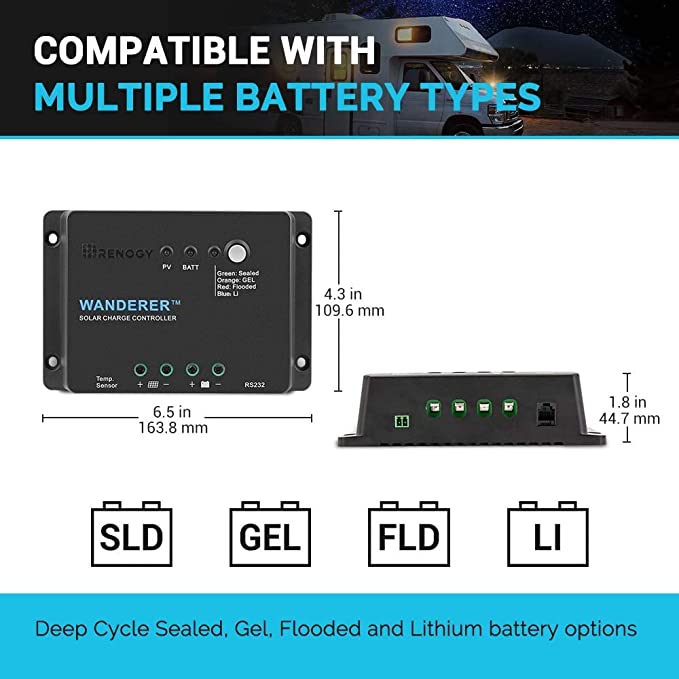 COMPATIBLE WITH
MULTIPLE BATTERY TYPES
RENOGY
PV BATT
Green: Sealed
Orange: GEL
Red: Flooded
Blue: Li
WANDERER™
SOLAR CHARGE CONTROLLER
Temp.
Sensor
+ - + -
RS232
4.3 in
109.6 mm
6.5 in
163.8 mm
1.8 in
44.7 mm
SLD
GEL
FLD
LI
Deep Cycle Sealed, Gel, Flooded and Lithium battery options